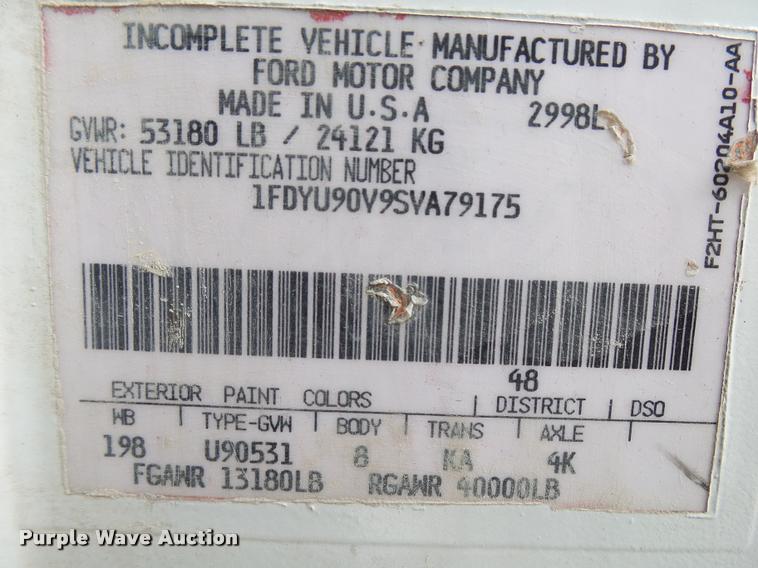 INCOMPLETE VEHICLE MANUFACTURED BY
FORD MOTOR COMPANY
MADE IN U.S.A
2998L
GVWR: 53180 LB / 24121 KG
VEHICLE IDENTIFICATION NUMBER
1FDYU90V9SVA79175
F2HT-60204A10-AA
48
EXTERIOR PAINT COLORS | DISTRICT | DSO
WB | TYPE-GVW | BODY | TRANS | AXLE |
198 U90531 8 KA 4K
FGAWR 13180LB RGAWR 40000LB
Purple Wave Auction